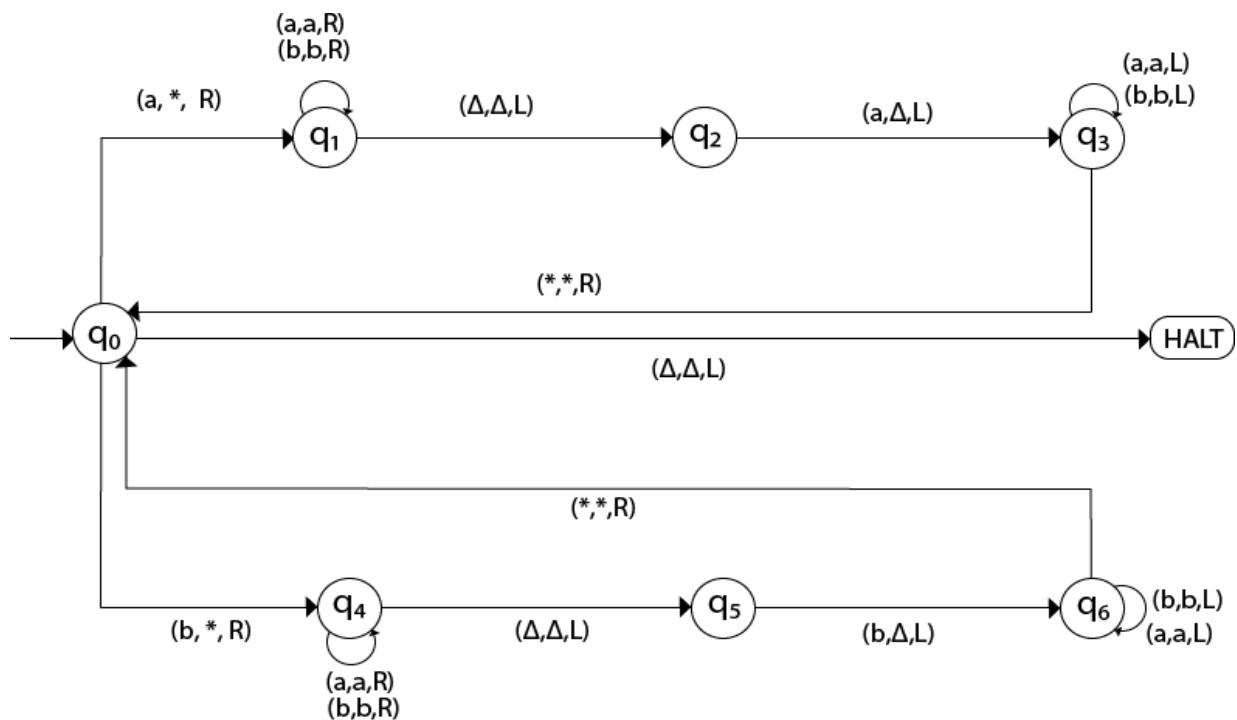 (a,a,R)
(b,b,R)
(a,a,L)
(b,b,L)
(a, *, R)
(Δ,Δ,L)
(a,Δ,L)
q₁
q₂
q₃
(*,*,R)
q₀
HALT
(Δ,Δ,L)
(*,*,R)
q₄
q₅
q₆
(b,b,L)
(a,a,L)
(b, *, R)
(Δ,Δ,L)
(b,Δ,L)
(a,a,R)
(b,b,R)